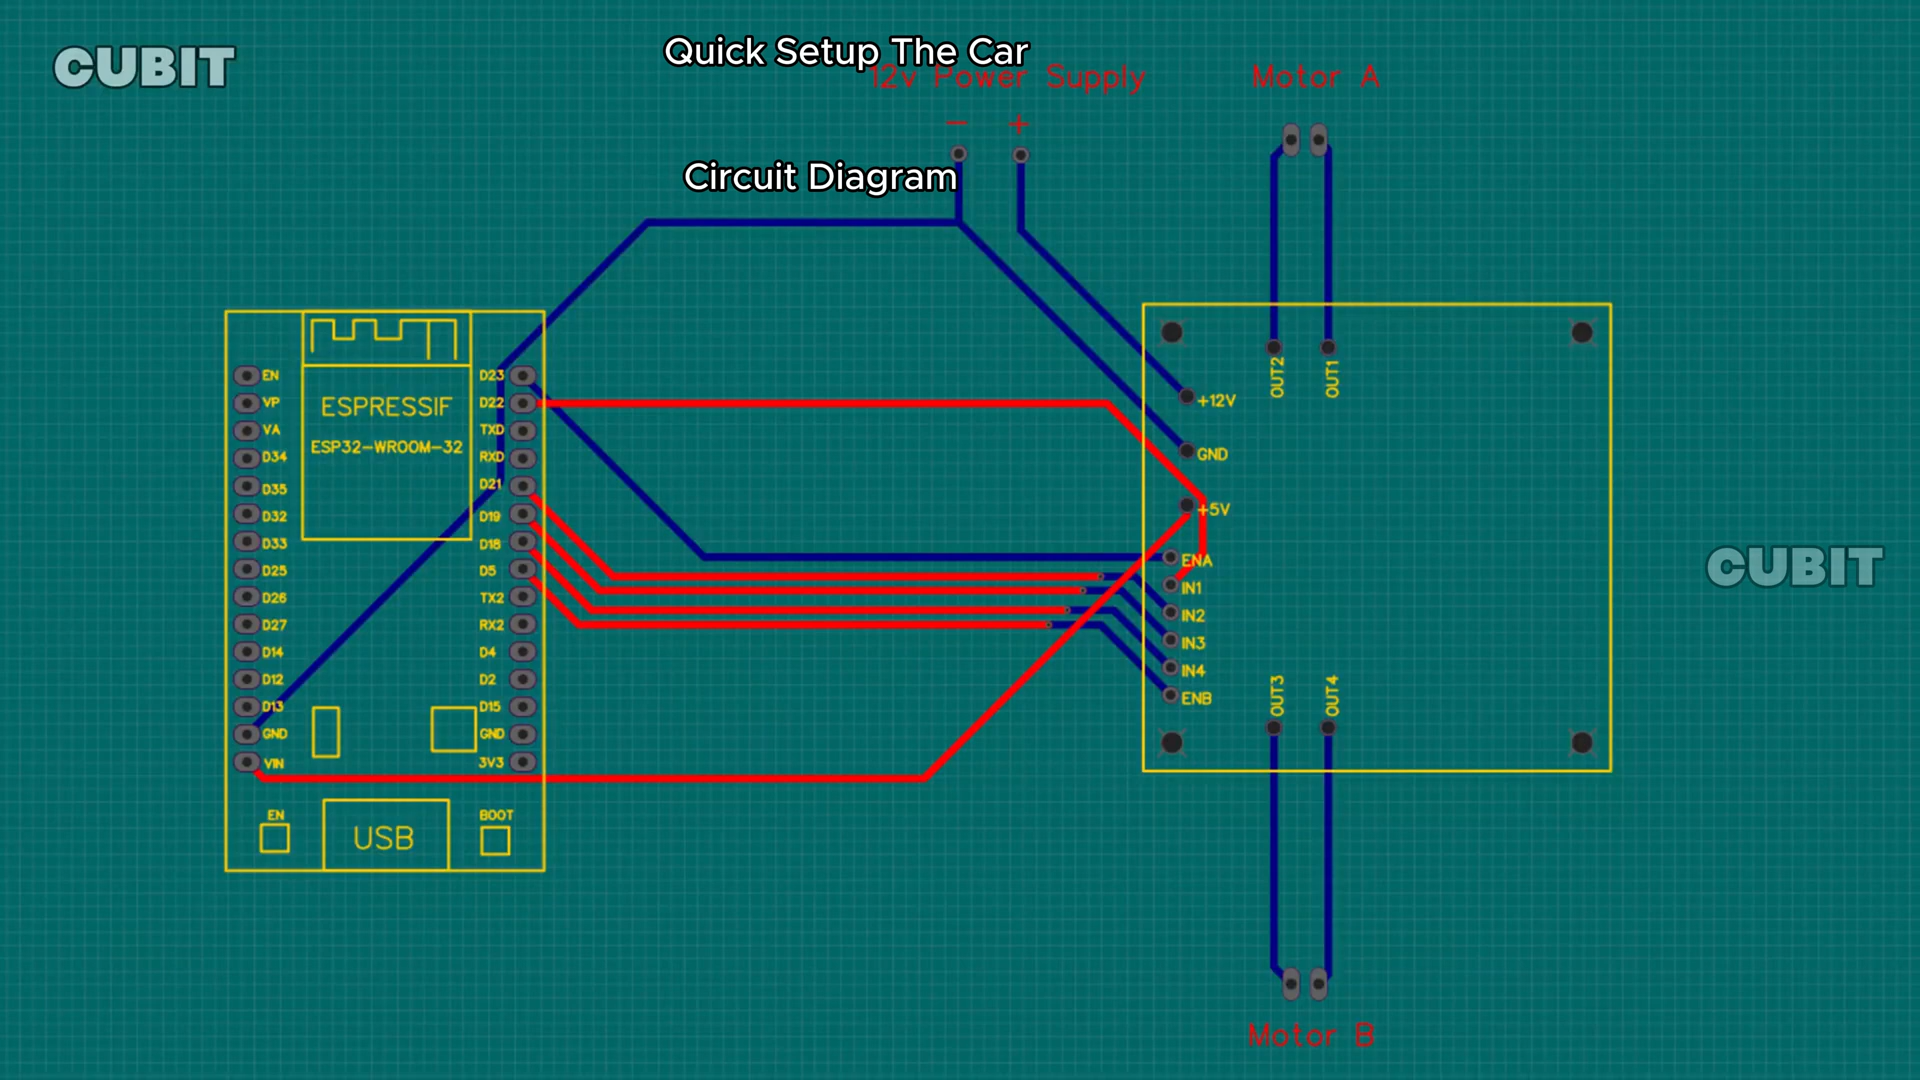 CUBIT
Quick Setup The Car
12v Power Supply
Motor A
− +
Circuit Diagram
EN
VP
VA
D34
D35
D32
D33
D25
D26
D27
D14
D12
D13
GND
VIN
ESPRESSIF
ESP32-WROOM-32
D23
D22
TXD
RXD
D21
D19
D18
D5
TX2
RX2
D4
D2
D15
GND
3V3
EN
USB
BOOT
OUT2
OUT1
+12V
GND
+5V
ENA
IN1
IN2
IN3
IN4
ENB
OUT3
OUT4
CUBIT
Motor B